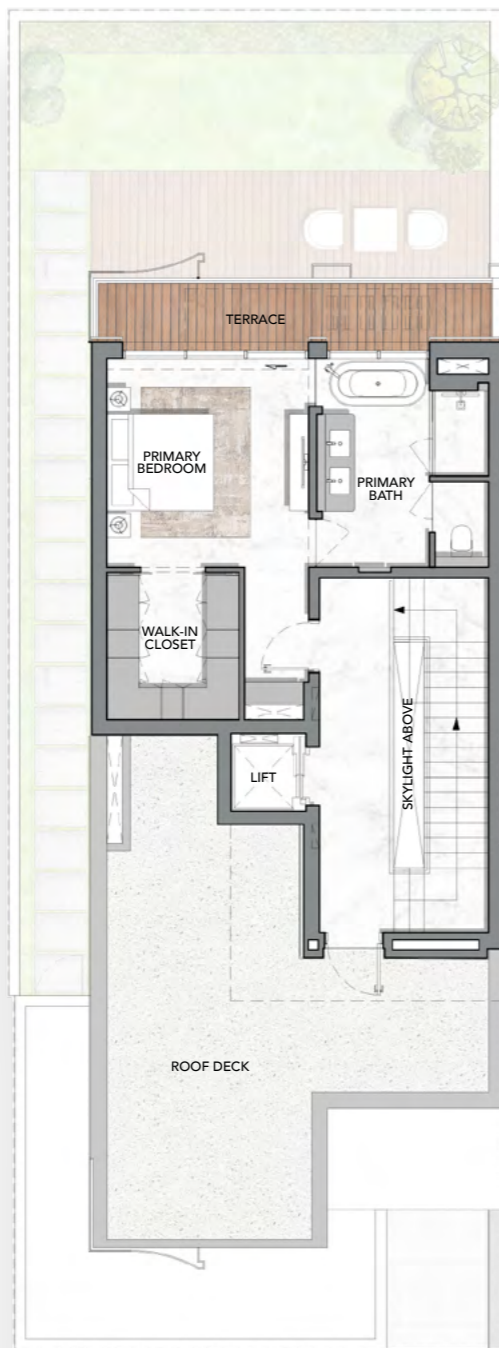 TERRACE
PRIMARY
BEDROOM
PRIMARY
BATH
WALK-IN
CLOSET
SKYLIGHT ABOVE
LIFT
ROOF DECK